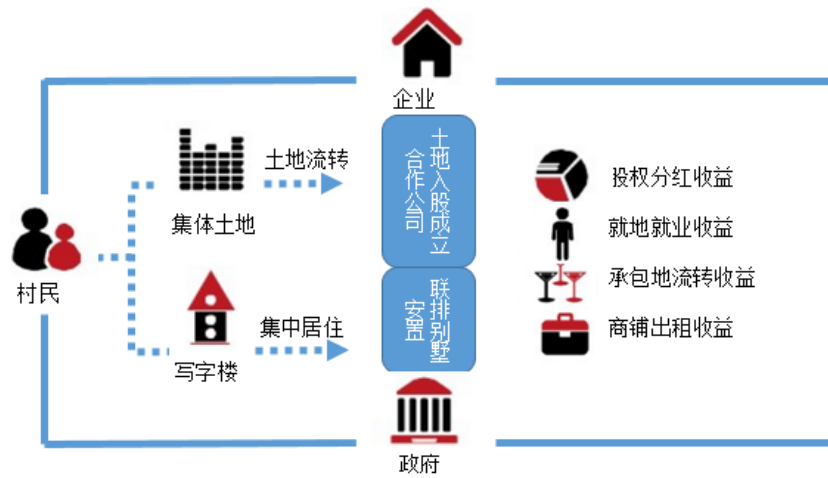 企业
土地流转
集体土地
村民
集中居住
写字楼
土地入股成立
合作公司
联排别墅
安置
政府
投权分红收益
就地就业收益
承包地流转收益
商铺出租收益